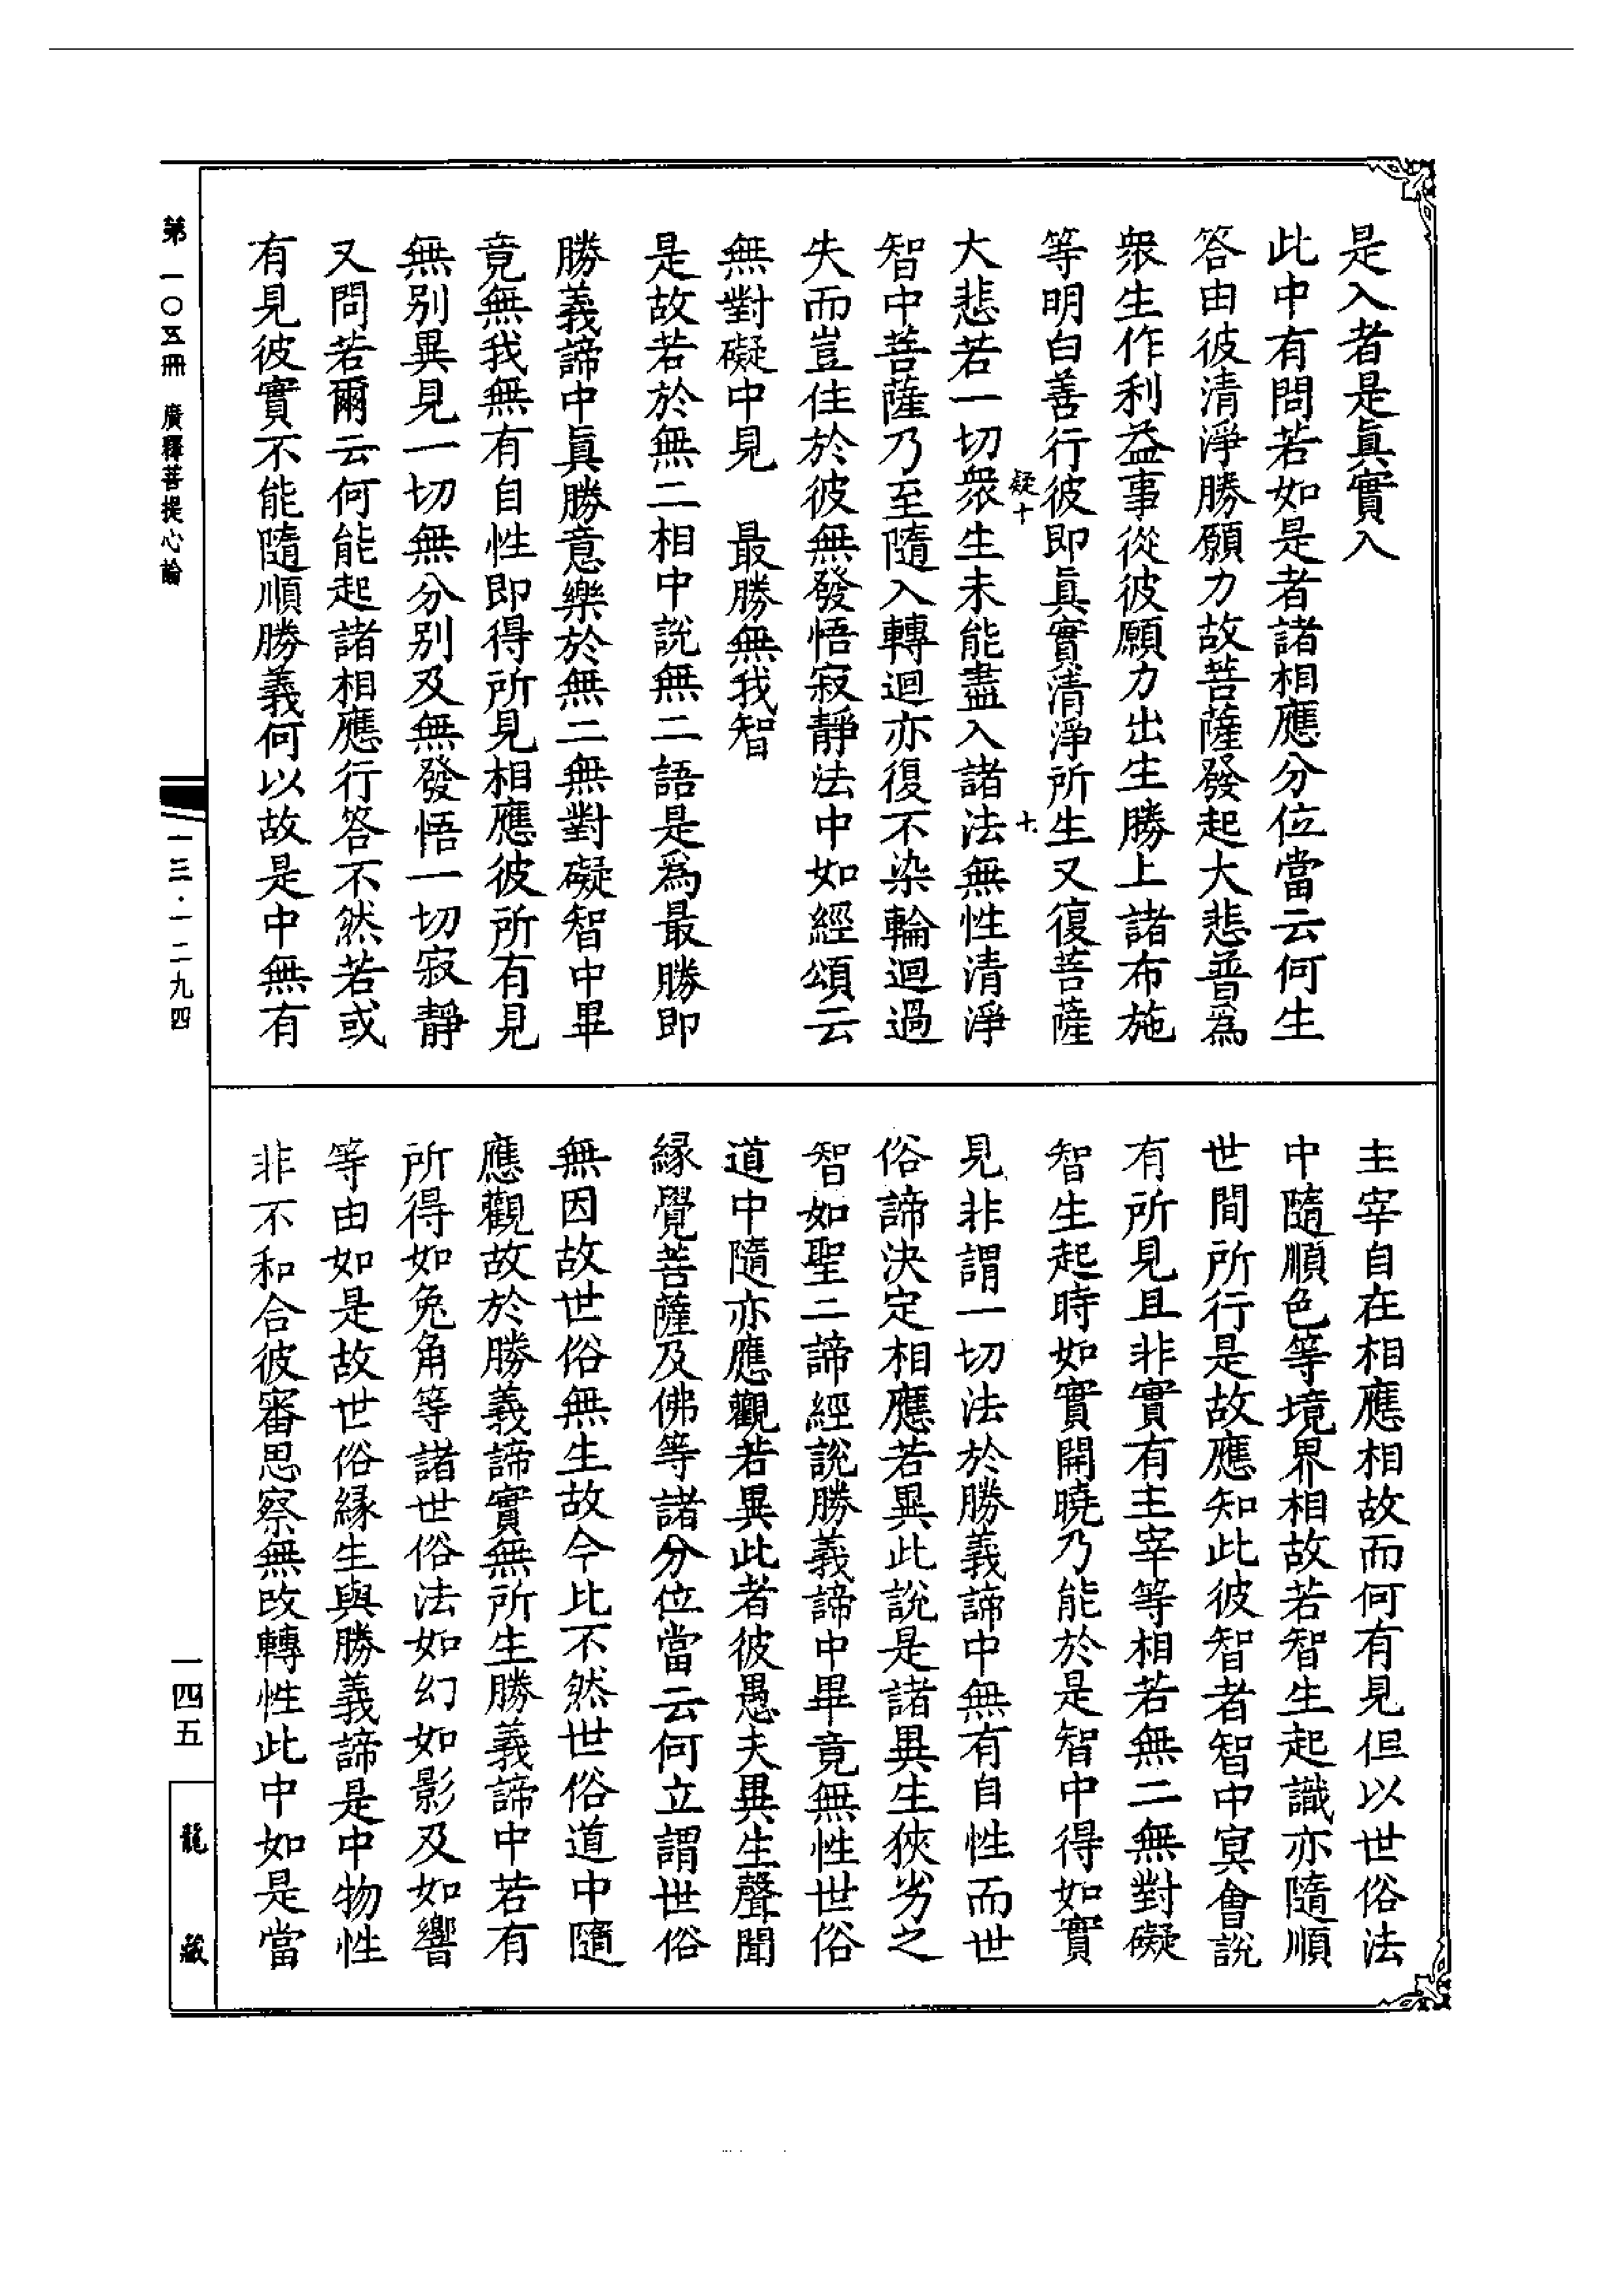 是入者是眞實入
此中有問若如是者諸相應分位當云何生
答由彼清淨勝願力故菩薩發起大悲普爲
衆生作利益事從彼願力出生勝上諸布施
等明白善行彼即眞實清淨所生又復菩薩
疑十
十
大悲若一切衆生未能盡入諸法無性清淨
智中菩薩乃至隨入轉迴亦復不染輪迴過
失而豈住於彼無發悟寂靜法中如經頌云
無對礙中見　最勝無我智
是故若於無二相中說無二語是爲最勝即
勝義諦中眞勝意樂於無二無對礙智中畢
竟無我無有自性即得所見相應彼所有見
無別異見一切無分別及無發悟一切寂靜
又問若爾云何能起諸相應行答不然若或
有見彼實不能隨順勝義何以故是中無有
主宰自在相應相故而何有見但以世俗法
中隨順色等境界相故若智生起識亦隨順
世間所行是故應知此彼智者智中冥會說
有所見且非實有主宰等相若無二無對礙
智生起時如實開曉乃能於是智中得如實
見非謂一切法於勝義諦中無有自性而世
俗諦決定相應若異此說是諸異生狹劣之
智如聖二諦經說勝義諦中畢竟無性世俗
道中隨亦應觀若異此者彼愚夫異生聲聞
緣覺菩薩及佛等諸分位當云何立謂世俗
無因故世俗無生故今比不然世俗道中隨
應觀故於勝義諦實無所生勝義諦中若有
所得如兔角等諸世俗法如幻如影及如響
等由如是故世俗緣生與勝義諦是中物性
非不和合彼審思察無改轉性此中如是當
第一〇五冊　廣釋菩提心論
一三·一二九四
一四五
龍藏